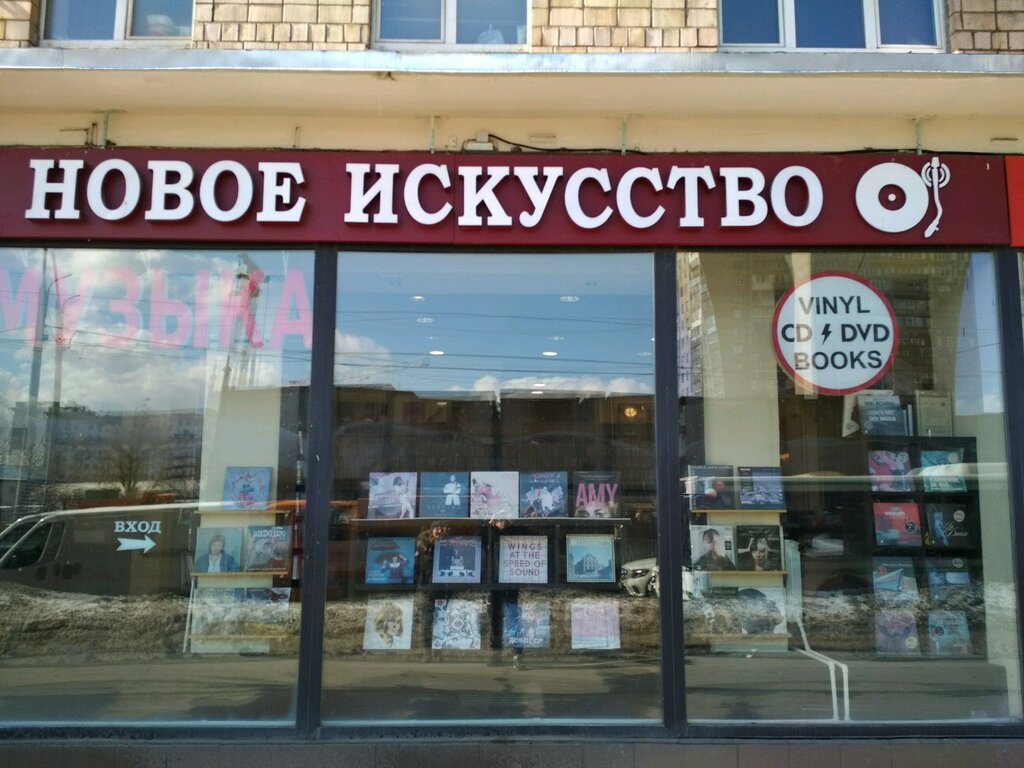 НОВОЕ ИСКУССТВО
МУЗЫКА
VINYL
CD DVD
BOOKS
ВХОД
AMY
WINGS
AT THE
SPEED OF
SOUND